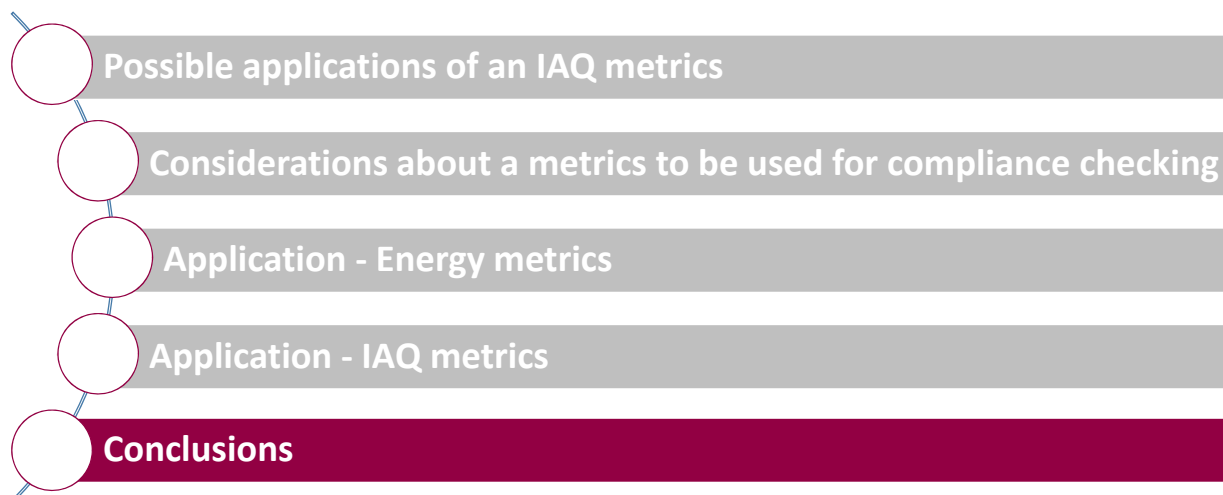 Possible applications of an IAQ metrics
Considerations about a metrics to be used for compliance checking
Application - Energy metrics
Application - IAQ metrics
Conclusions